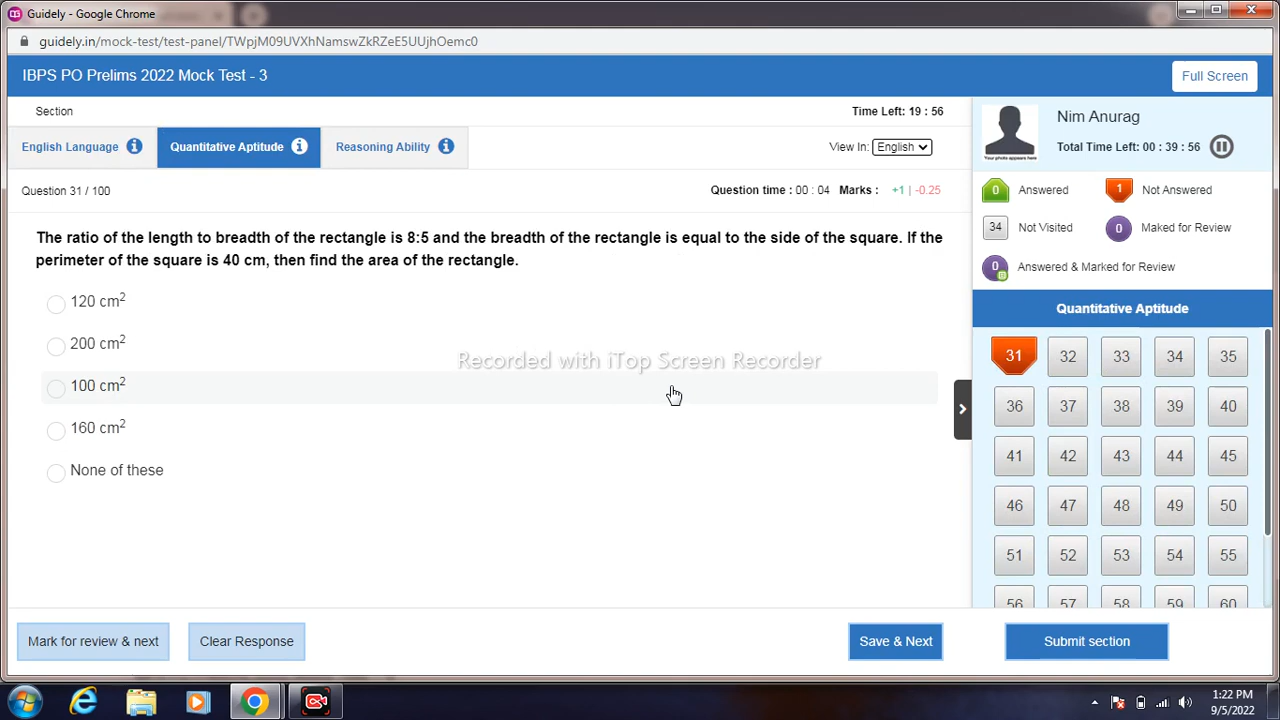 Guidely - Google Chrome
guidely.in/mock-test/test-panel/TWpjM09UVXhNamswZkRZeE5UUjhOemc0
IBPS PO Prelims 2022 Mock Test - 3
Full Screen
Section
Time Left: 19 : 56
English Language
Quantitative Aptitude
Reasoning Ability
View In: English
Question 31 / 100
Question time : 00 : 04 Marks : +1 | -0.25
The ratio of the length to breadth of the rectangle is 8:5 and the breadth of the rectangle is equal to the side of the square. If the
perimeter of the square is 40 cm, then find the area of the rectangle.
120 cm²
200 cm²
100 cm²
160 cm²
None of these
Recorded with iTop Screen Recorder
Mark for review & next
Clear Response
Save & Next
Your photo appears here
Nim Anurag
Total Time Left: 00 : 39 : 56
0 Answered
1 Not Answered
34 Not Visited
0 Maked for Review
0 Answered & Marked for Review
Quantitative Aptitude
31 32 33 34 35
36 37 38 39 40
41 42 43 44 45
46 47 48 49 50
51 52 53 54 55
56 57 58 59 60
Submit section
1:22 PM
9/5/2022